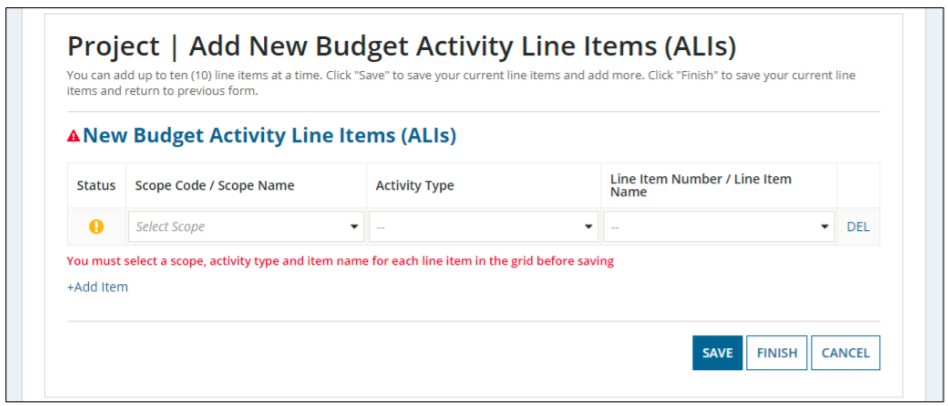 Project | Add New Budget Activity Line Items (ALIs)
You can add up to ten (10) line items at a time. Click "Save" to save your current line items and add more. Click "Finish" to save your current line
items and return to previous form.
New Budget Activity Line Items (ALIs)
Status Scope Code / Scope Name Activity Type Line Item Number / Line Item
Name
Select Scope -- -- DEL
You must select a scope, activity type and item name for each line item in the grid before saving
+Add Item
SAVE FINISH CANCEL